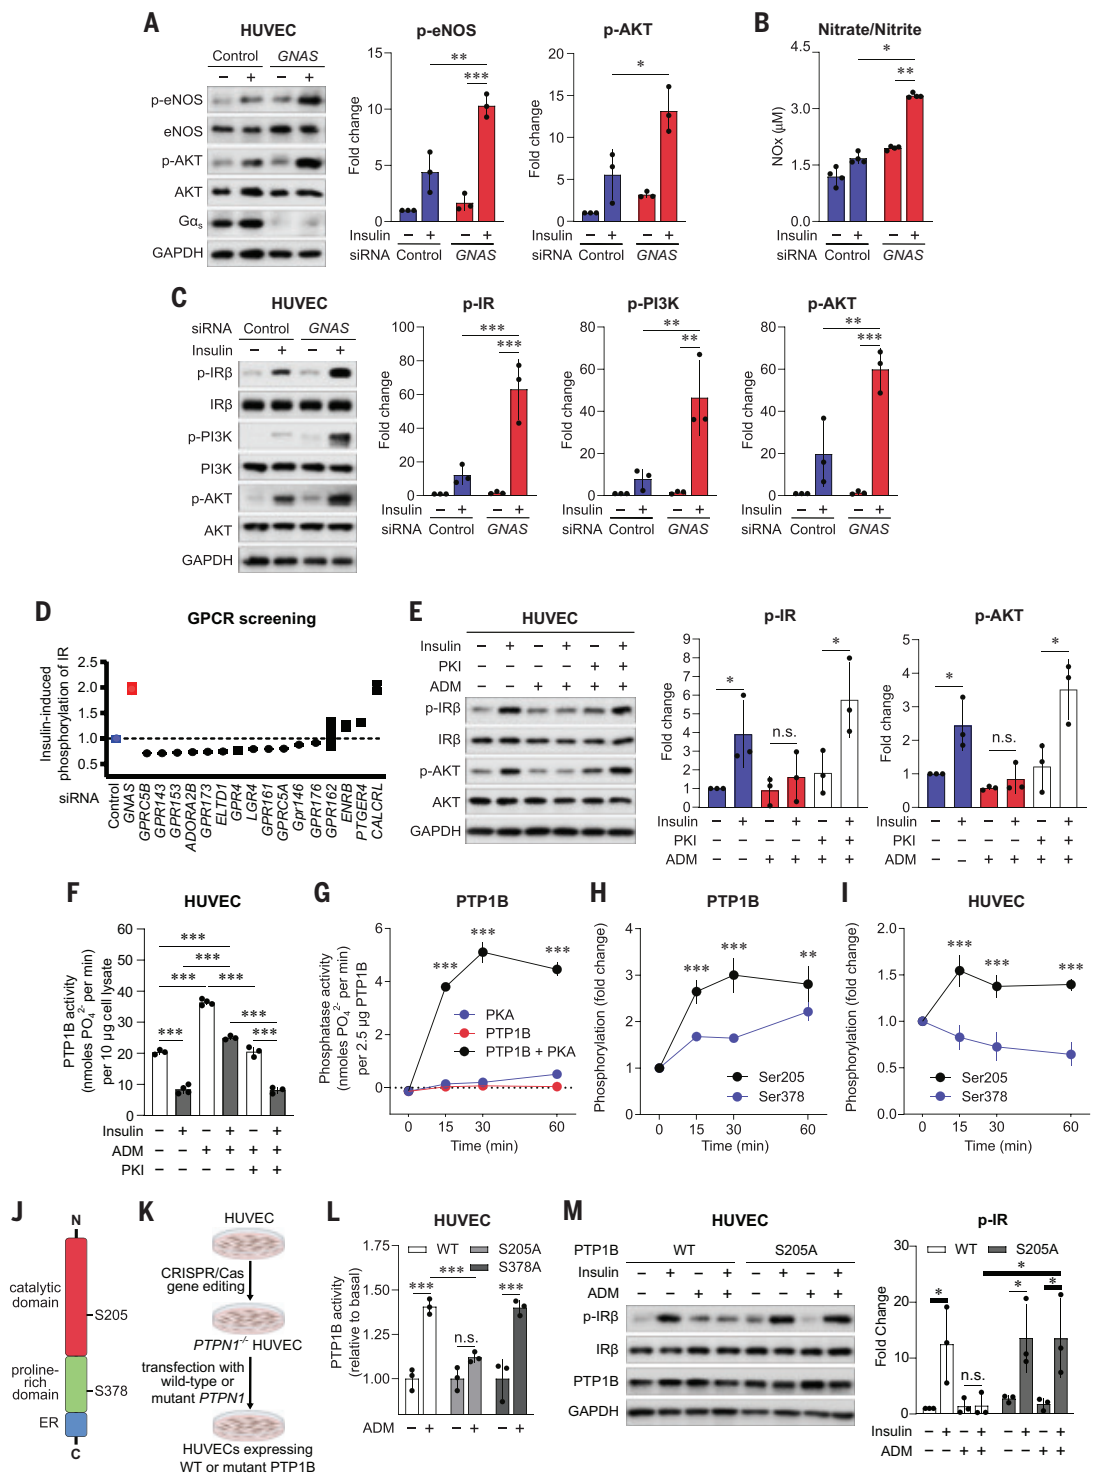 A
HUVEC
Control GNAS
– + – +
p-eNOS
eNOS
p-AKT
AKT
Gαs
GAPDH
p-eNOS
Fold change
15
10
5
0
** 
***
Insulin – + – +
siRNA Control GNAS
p-AKT
Fold change
20
15
10
5
0
*
Insulin – + – +
siRNA Control GNAS
B
Nitrate/Nitrite
NOx (μM)
4.5
3.0
1.5
0.0
*
**
Insulin – + – +
siRNA Control GNAS
C
HUVEC
siRNA Control GNAS
Insulin – + – +
p-IRβ
IRβ
p-PI3K
PI3K
p-AKT
AKT
GAPDH
p-IR
Fold change
100
80
60
40
20
0
***
***
Insulin – + – +
siRNA Control GNAS
p-PI3K
Fold change
80
60
40
20
0
**
**
Insulin – + – +
siRNA Control GNAS
p-AKT
Fold change
80
60
40
20
0
**
***
Insulin – + – +
siRNA Control GNAS
D
GPCR screening
Insulin-induced
phosphorylation of IR
2.5
2.0
1.5
1.0
0.5
siRNA
Control
GNAS
GPRC5B
GPR143
GPR153
ADORA2B
GPR173
ELTD1
GPR4
LGR4
GPR161
GPRC5A
Gpr146
GPR176
GPR162
ENRB
PTGER4
CALCRL
E
HUVEC
Insulin – + – + – +
PKI – – – – + +
ADM – – + + + +
p-IRβ
IRβ
p-AKT
AKT
GAPDH
p-IR
Fold change
9
8
7
6
5
4
3
2
1
0
*
n.s.
*
Insulin – + – + – +
PKI – – – – + +
ADM – – + + + +
p-AKT
Fold change
5
4
3
2
1
0
*
n.s.
*
Insulin – + – + – +
PKI – – – – + +
ADM – – + + + +
F
HUVEC
PTP1B activity
(nmoles PO₄²⁻ per min)
per 10 μg cell lysate
60
50
40
30
20
10
0
***
***
***
***
***
***
***
***
Insulin – + – + – +
ADM – – + + + +
PKI – – – – + +
G
PTP1B
Phosphatase activity
(nmoles PO₄²⁻ per min)
per 2.5 μg PTP1B
6
4
2
0
***
***
***
PKA
PTP1B
PTP1B + PKA
0 15 30 60
Time (min)
H
PTP1B
Phosphorylation (fold change)
4
3
2
1
0
***
***
**
Ser205
Ser378
0 15 30 60
Time (min)
I
HUVEC
Phosphorylation (fold change)
2.0
1.5
1.0
0.5
0.0
***
***
***
Ser205
Ser378
0 15 30 60
Time (min)
J
N
catalytic
domain
S205
proline-
rich
domain
S378
ER
C
K
HUVEC
CRISPR/Cas
gene editing
PTPN1⁻/⁻ HUVEC
transfection with
wild-type or
mutant PTPN1
HUVECs expressing
WT or mutant PTP1B
L
HUVEC
PTP1B activity
(relative to basal)
1.75
1.50
1.25
1.00
WT S205A
S378A
***
***
n.s.
***
ADM – + – + – +
M
HUVEC
PTP1B WT S205A
Insulin – + – + – + – +
ADM – – + + – – + +
p-IRβ
IRβ
PTP1B
GAPDH
p-IR
WT S205A
Fold Change
30
20
10
0
*
n.s.
*
*
*
Insulin – + – + – + – +
ADM – – + + – – + +